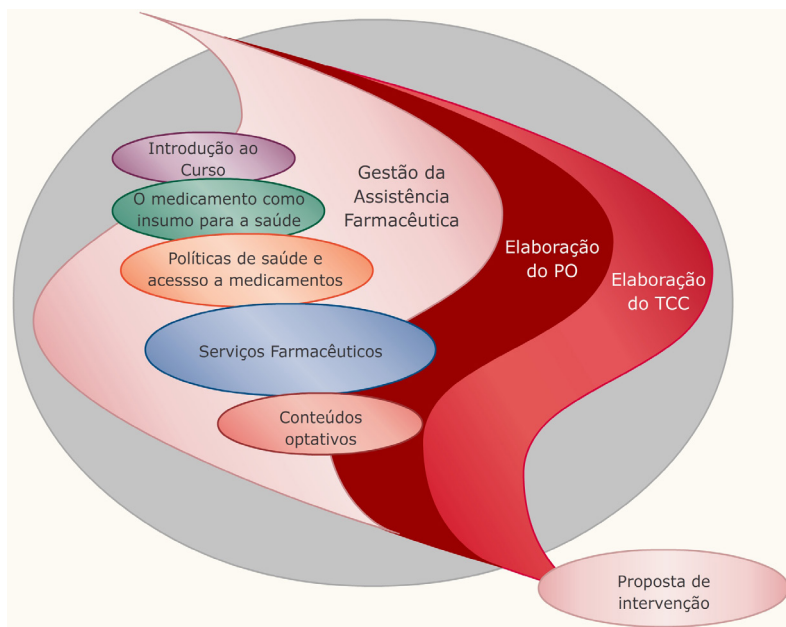 Introdução ao
Curso
O medicamento como
insumo para a saúde
Políticas de saúde e
acessso a medicamentos
Serviços Farmacêuticos
Conteúdos
optativos
Gestão da
Assistência
Farmacêutica
Elaboração
do PO
Elaboração
do TCC
Proposta de
intervenção